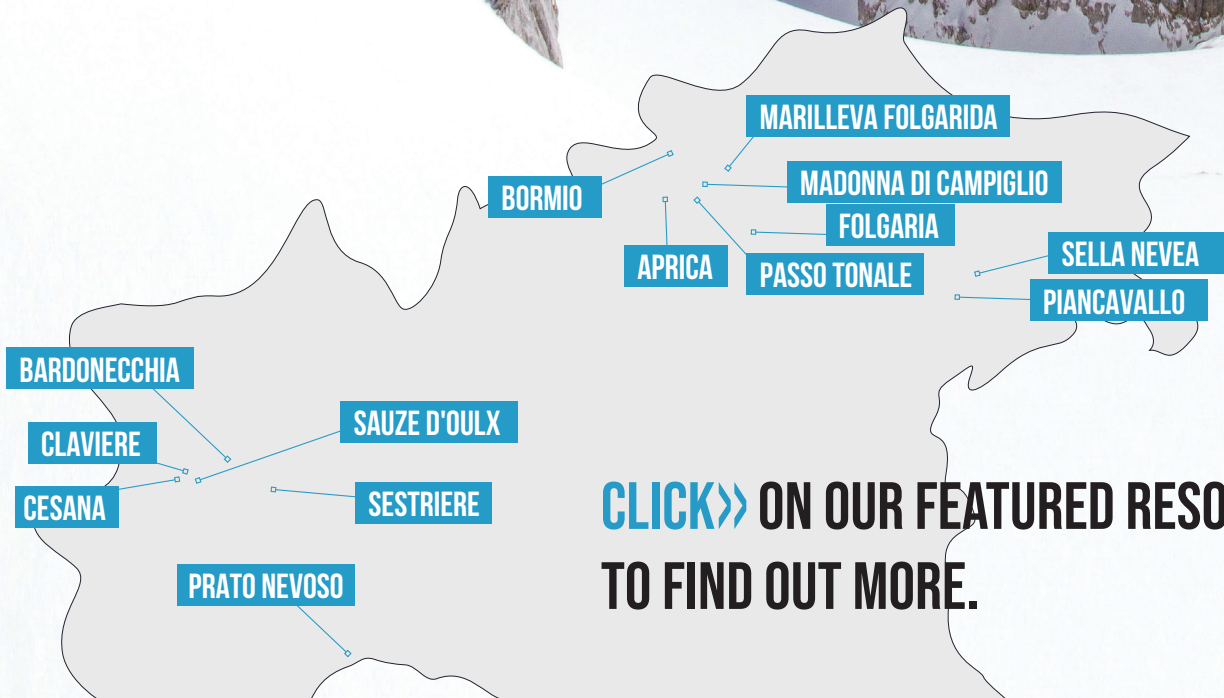 MARILLEVA FOLGARIDA
BORMIO
MADONNA DI CAMPIGLIO
FOLGARIA
APRICA
PASSO TONALE
SELLA NEVEA
PIANCAVALLO
BARDONECCHIA
CLAVIERE
SAUZE D'OULX
CESANA
SESTRIERE
CLICK» ON OUR FEATURED RESO
TO FIND OUT MORE.
PRATO NEVOSO